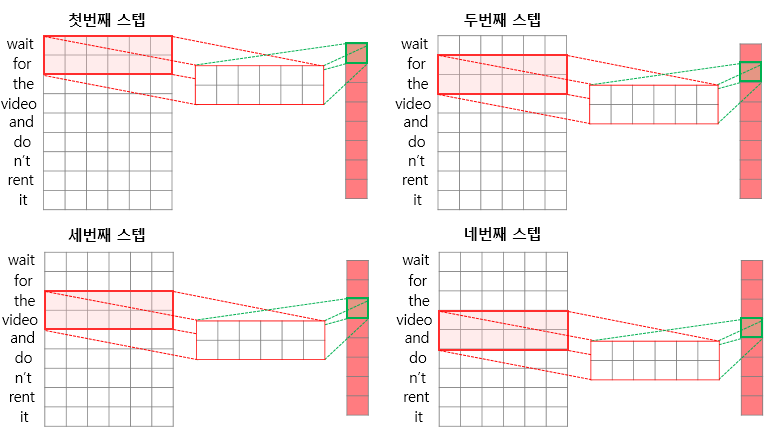 첫번째 스텝
wait
for
the
video
and
do
n't
rent
it
두번째 스텝
wait
for
the
video
and
do
n't
rent
it
세번째 스텝
wait
for
the
video
and
do
n't
rent
it
네번째 스텝
wait
for
the
video
and
do
n't
rent
it